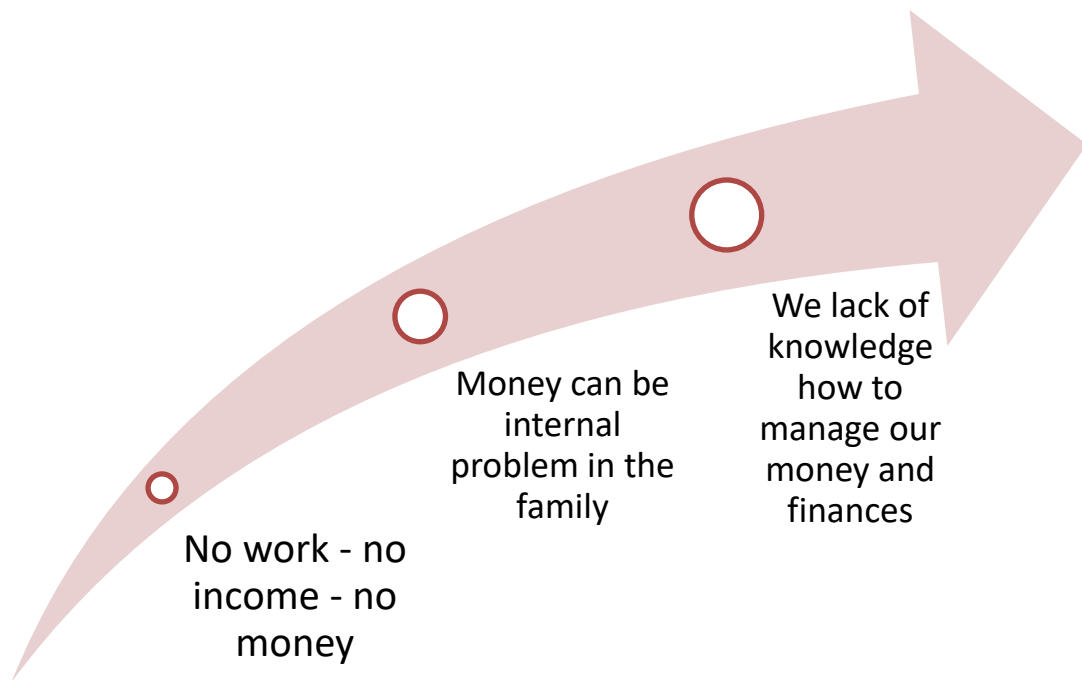 No work - no
income - no
money
Money can be
internal
problem in the
family
We lack of
knowledge
how to
manage our
money and
finances